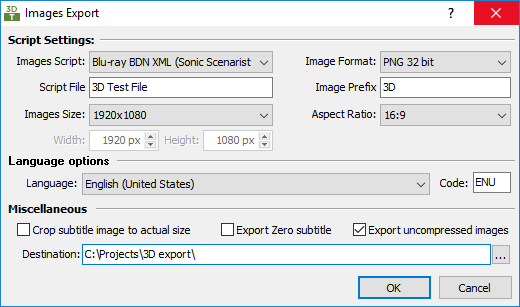 3D
T
Images Export
?
Script Settings:
Images Script: Blu-ray BDN XML (Sonic Scenarist Image Format: PNG 32 bit
Script File 3D Test File Image Prefix 3D
Images Size: 1920x1080 Aspect Ratio: 16:9
Width: 1920 px Height: 1080 px
Language options
Language: English (United States) Code: ENU
Miscellaneous
Crop subtitle image to actual size Export Zero subtitle Export uncompressed images
Destination: C:\Projects\3D export\ ...
OK Cancel